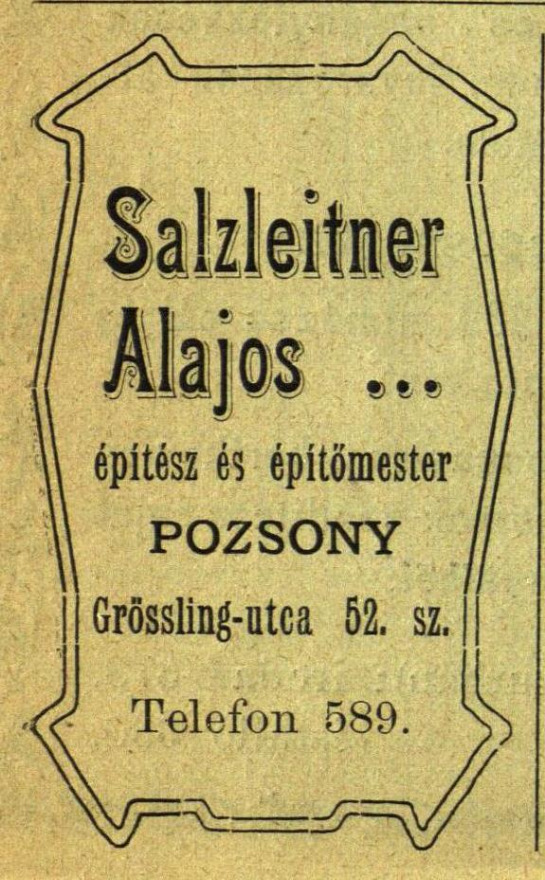 Salzleitner
Alajos ...
építész és építőmester
POZSONY
Grössling-utca 52. sz.
Telefon 589.